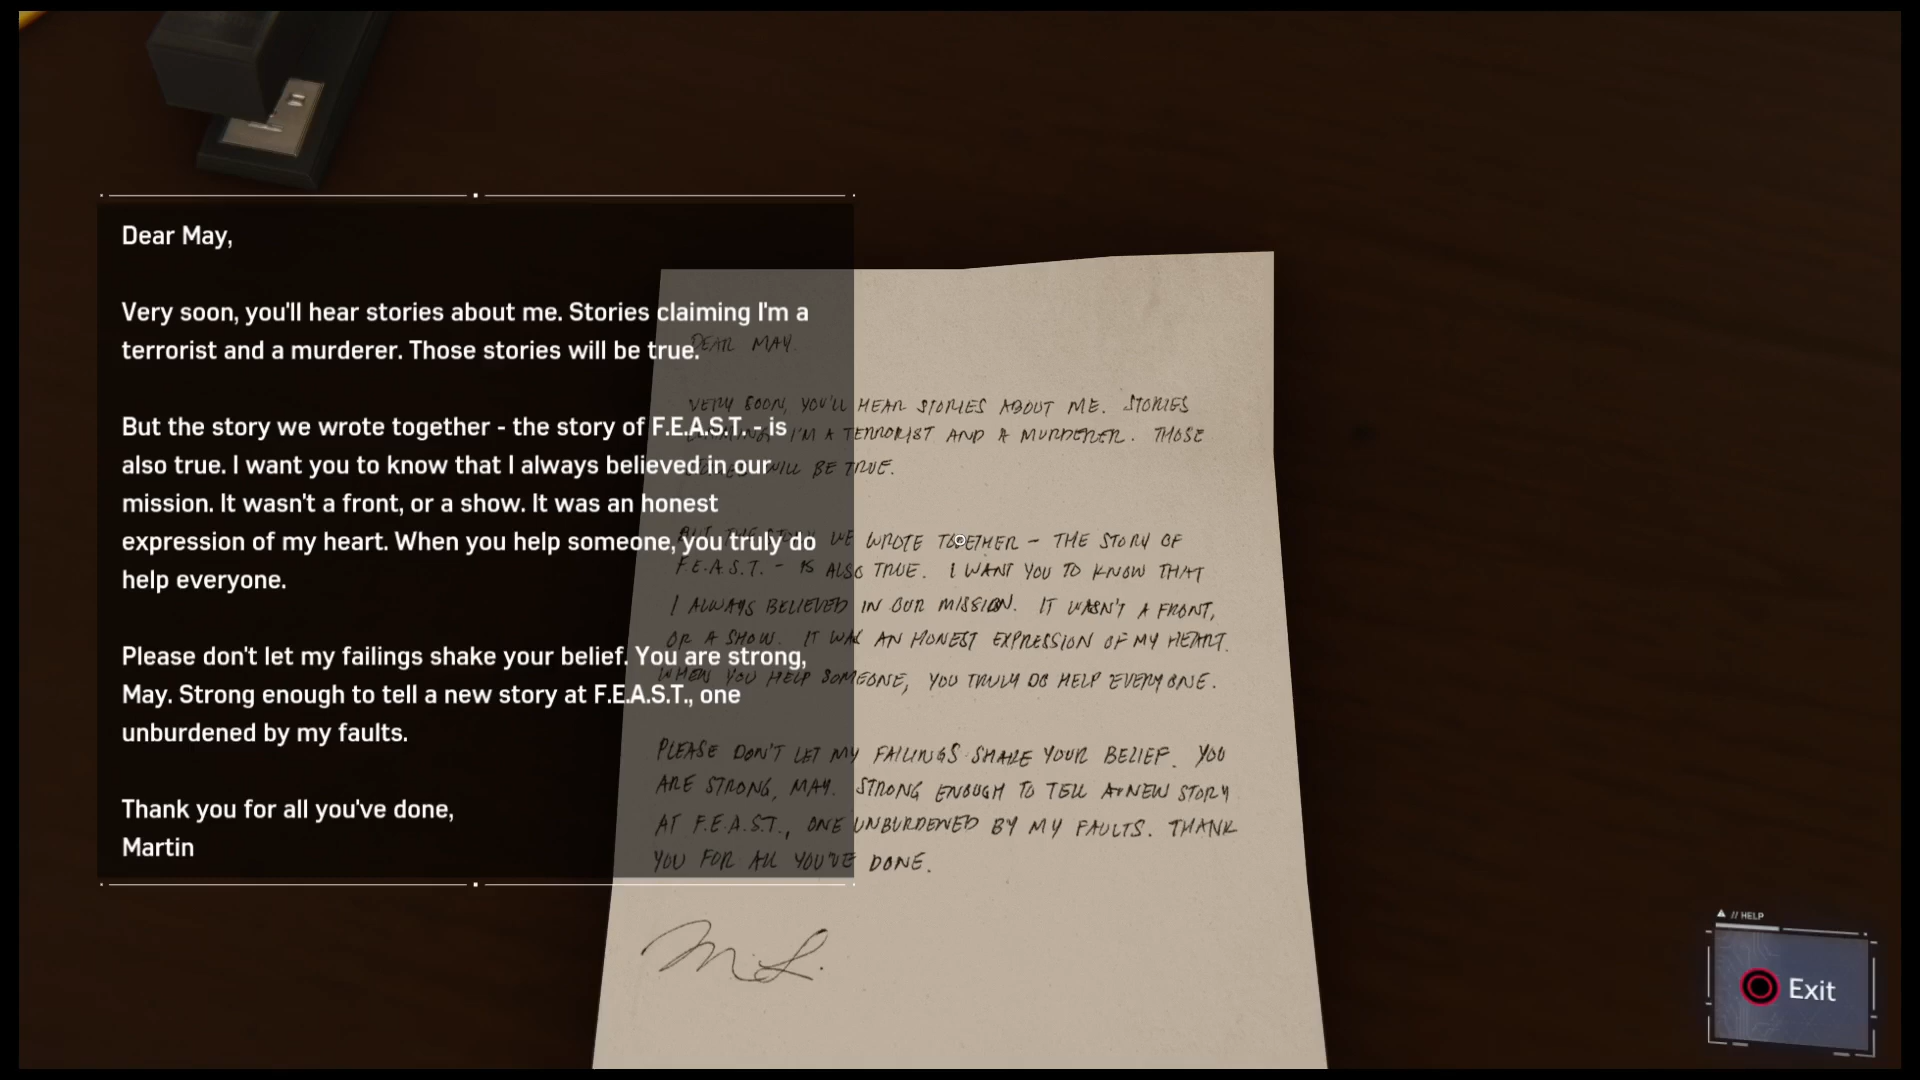 Dear May,
Very soon, you'll hear stories about me. Stories claiming I'm a
terrorist and a murderer. Those stories will be true.
But the story we wrote together - the story of F.E.A.S.T. - is
also true. I want you to know that I always believed in our
mission. It wasn't a front, or a show. It was an honest
expression of my heart. When you help someone, you truly do
help everyone.
Please don't let my failings shake your belief. You are strong,
May. Strong enough to tell a new story at F.E.A.S.T., one
unburdened by my faults.
Thank you for all you've done,
Martin
DEAR MAY.
VERY SOON, YOU'LL HEAR STORIES ABOUT ME. STORIES
I'M A TERRORIST AND A MURDERER. THOSE
WILL BE TRUE.
BUT THE STORY WE WROTE TOGETHER - THE STORY OF
F.E.A.S.T. - IS ALSO TRUE. I WANT YOU TO KNOW THAT
I ALWAYS BELIEVED IN OUR MISSION. IT WASN'T A FRONT,
OR A SHOW. IT WAS AN HONEST EXPRESSION OF MY HEART.
WHEN YOU HELP SOMEONE, YOU TRULY DO HELP EVERYONE.
PLEASE DON'T LET MY FAILINGS SHAKE YOUR BELIEF. YOU
ARE STRONG, MAY. STRONG ENOUGH TO TELL A NEW STORY
AT F.E.A.S.T., ONE UNBURDENED BY MY FAULTS. THANK
YOU FOR ALL YOU'VE DONE.
M.L.
// HELP
Exit